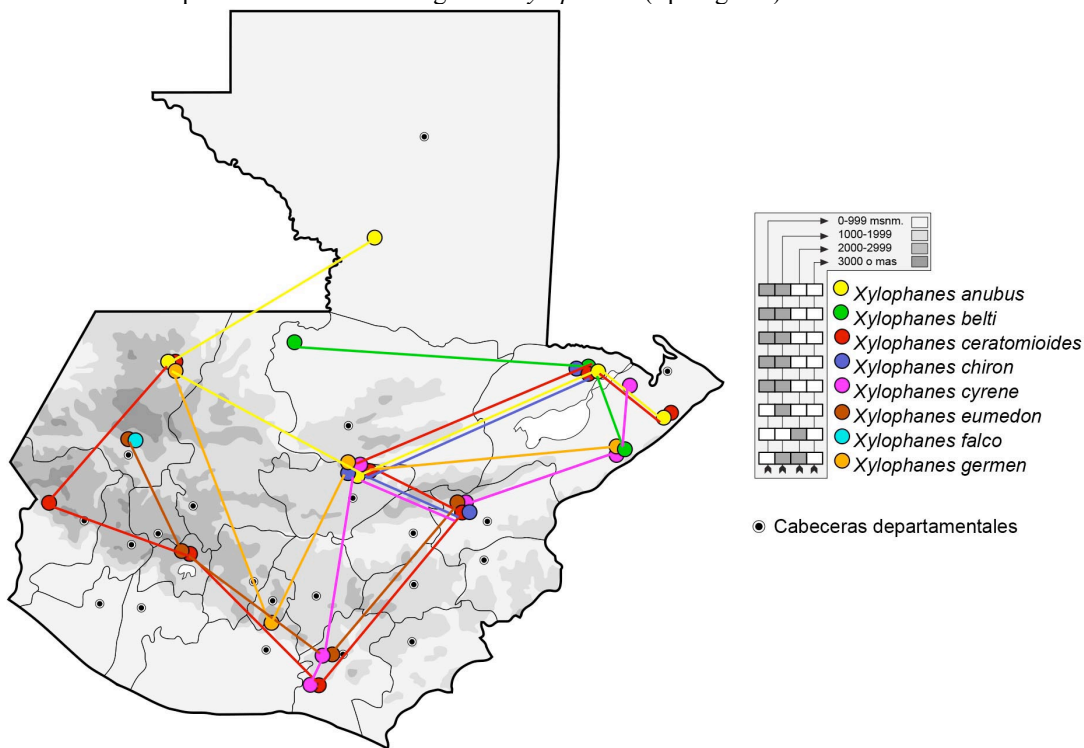 0-999 msnm.
1000-1999
2000-2999
3000 o mas
Xylophanes anubus
Xylophanes belti
Xylophanes ceratomioides
Xylophanes chiron
Xylophanes cyrene
Xylophanes eumedon
Xylophanes falco
Xylophanes germen
Cabeceras departamentales